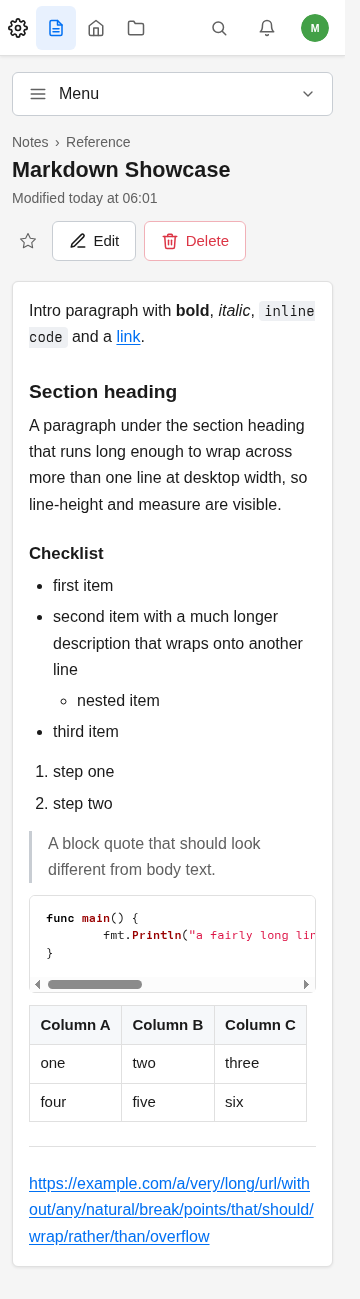 M
Menu
Notes › Reference
Markdown Showcase
Modified today at 06:01
Edit Delete
Intro paragraph with bold, italic, inline
code and a link.
Section heading
A paragraph under the section heading
that runs long enough to wrap across
more than one line at desktop width, so
line-height and measure are visible.
Checklist
• first item
• second item with a much longer
description that wraps onto another
line
◦ nested item
• third item
1. step one
2. step two
A block quote that should look
different from body text.
func main() {
fmt.Println("a fairly long lin
}
Column A Column B Column C
one two three
four five six
https://example.com/a/very/long/url/with
out/any/natural/break/points/that/should/
wrap/rather/than/overflow